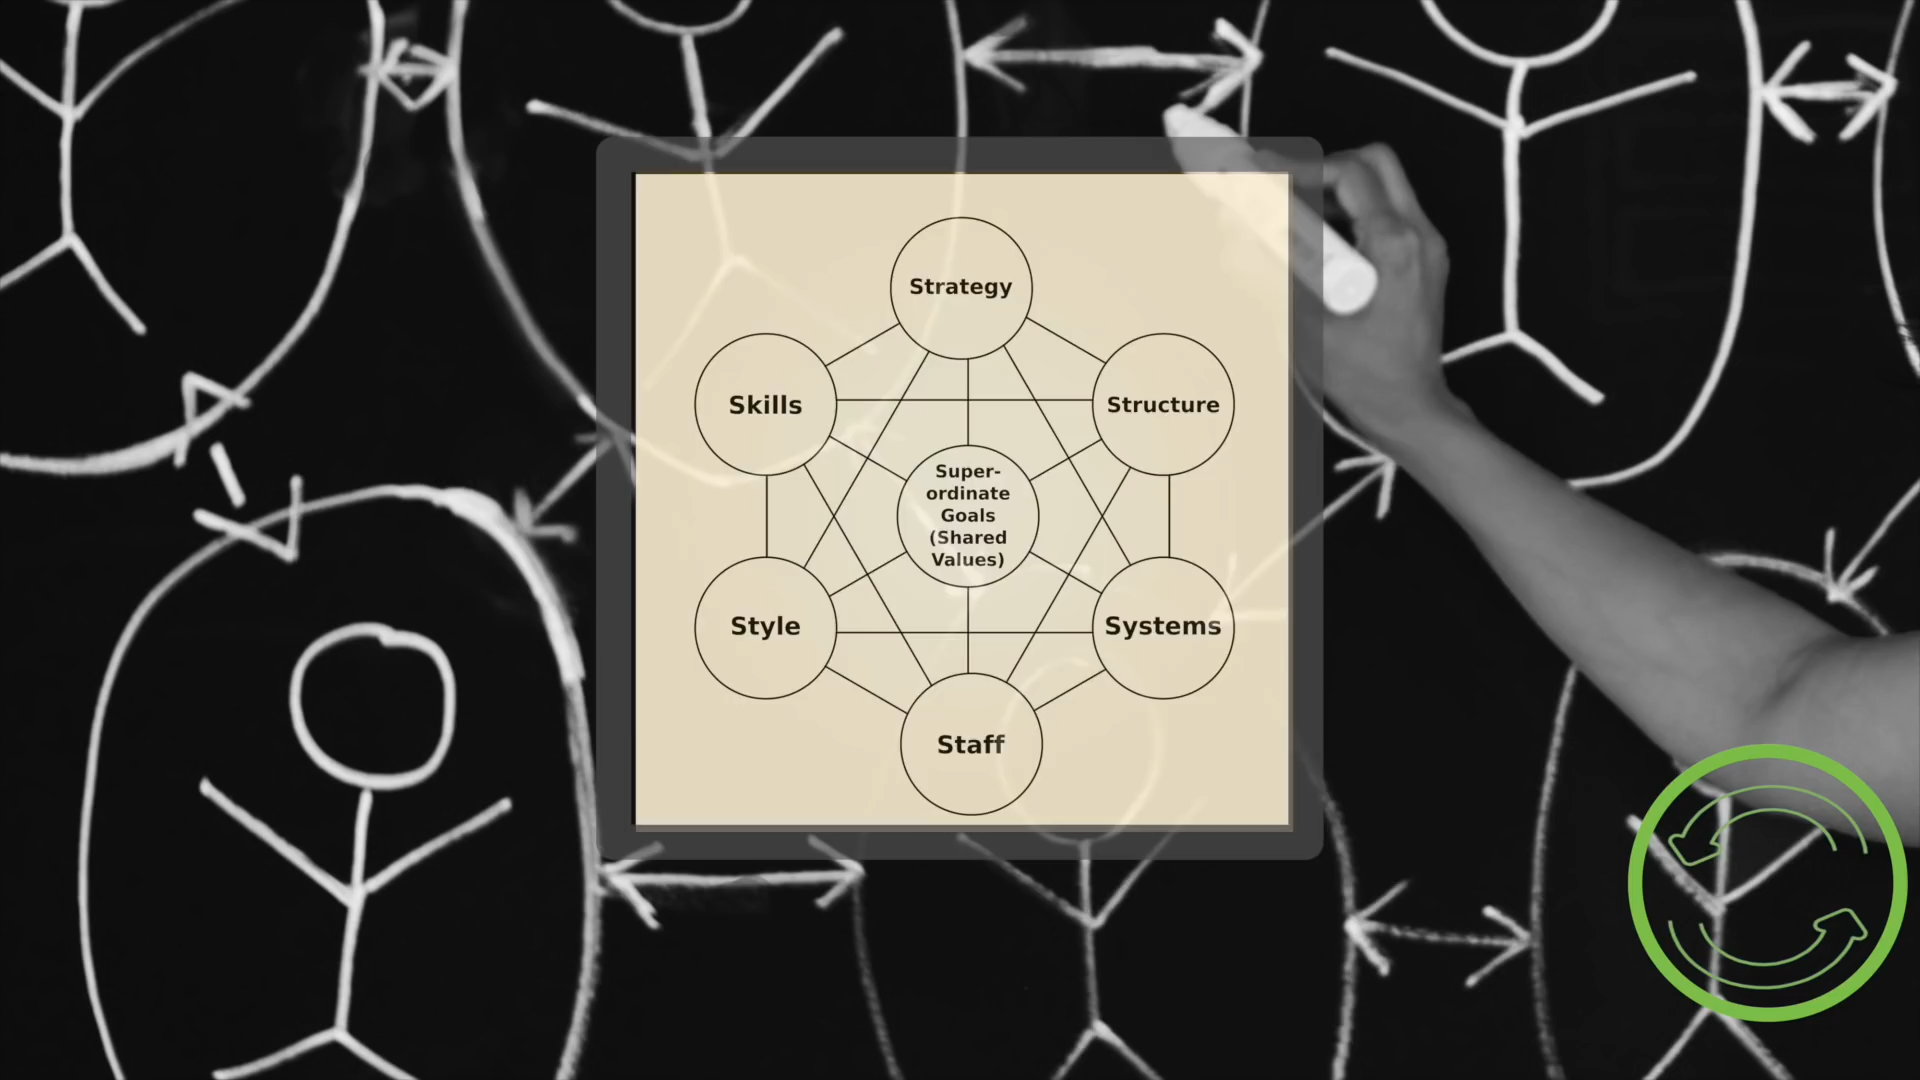 Strategy
Skills
Structure
Super-
ordinate
Goals
(Shared
Values)
Style
Systems
Staff